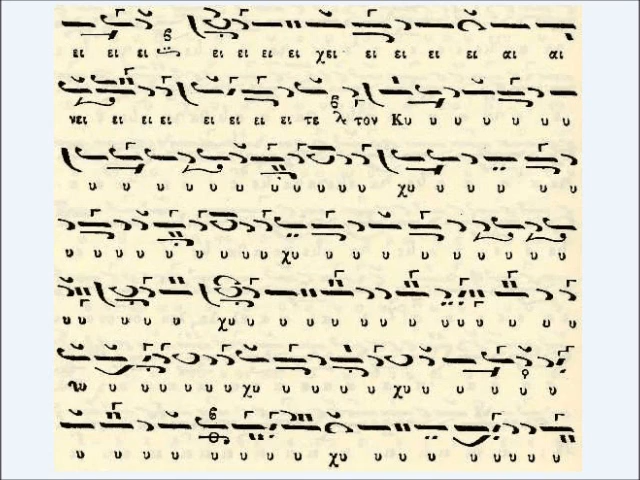 ει ει ει ει ει ει ει χει ει ει ει ει αι αι
νει ει ει ει ει ει ει ει τε τον Κυ υ υ υ υ υ υ
υ υ υ υ υ υ υ υ υ υ υ υ χυ υ υ υ υ
υ υ υ υ υ υ υ υ υ υ χυ υ υ υ υ υ υ υ υ
υ υ υ υ υ χυ υ υ υ υ υ υ υ υ υ υ υ
υ υ υ υ υ υ υ χυ υ υ υ υ χυ υ υ υ υ
υ υ υ υ υ υ υ υ χυ υ υ υ υ υ υ υ